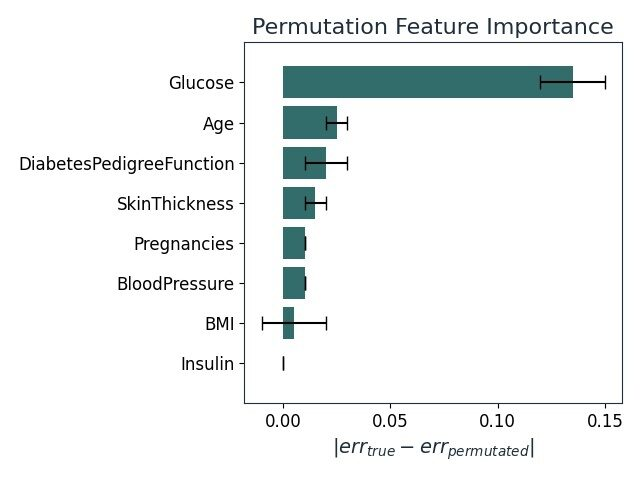 Permutation Feature Importance
Glucose
Age
DiabetesPedigreeFunction
SkinThickness
Pregnancies
BloodPressure
BMI
Insulin
0.00 0.05 0.10 0.15
|err_true − err_permutated|